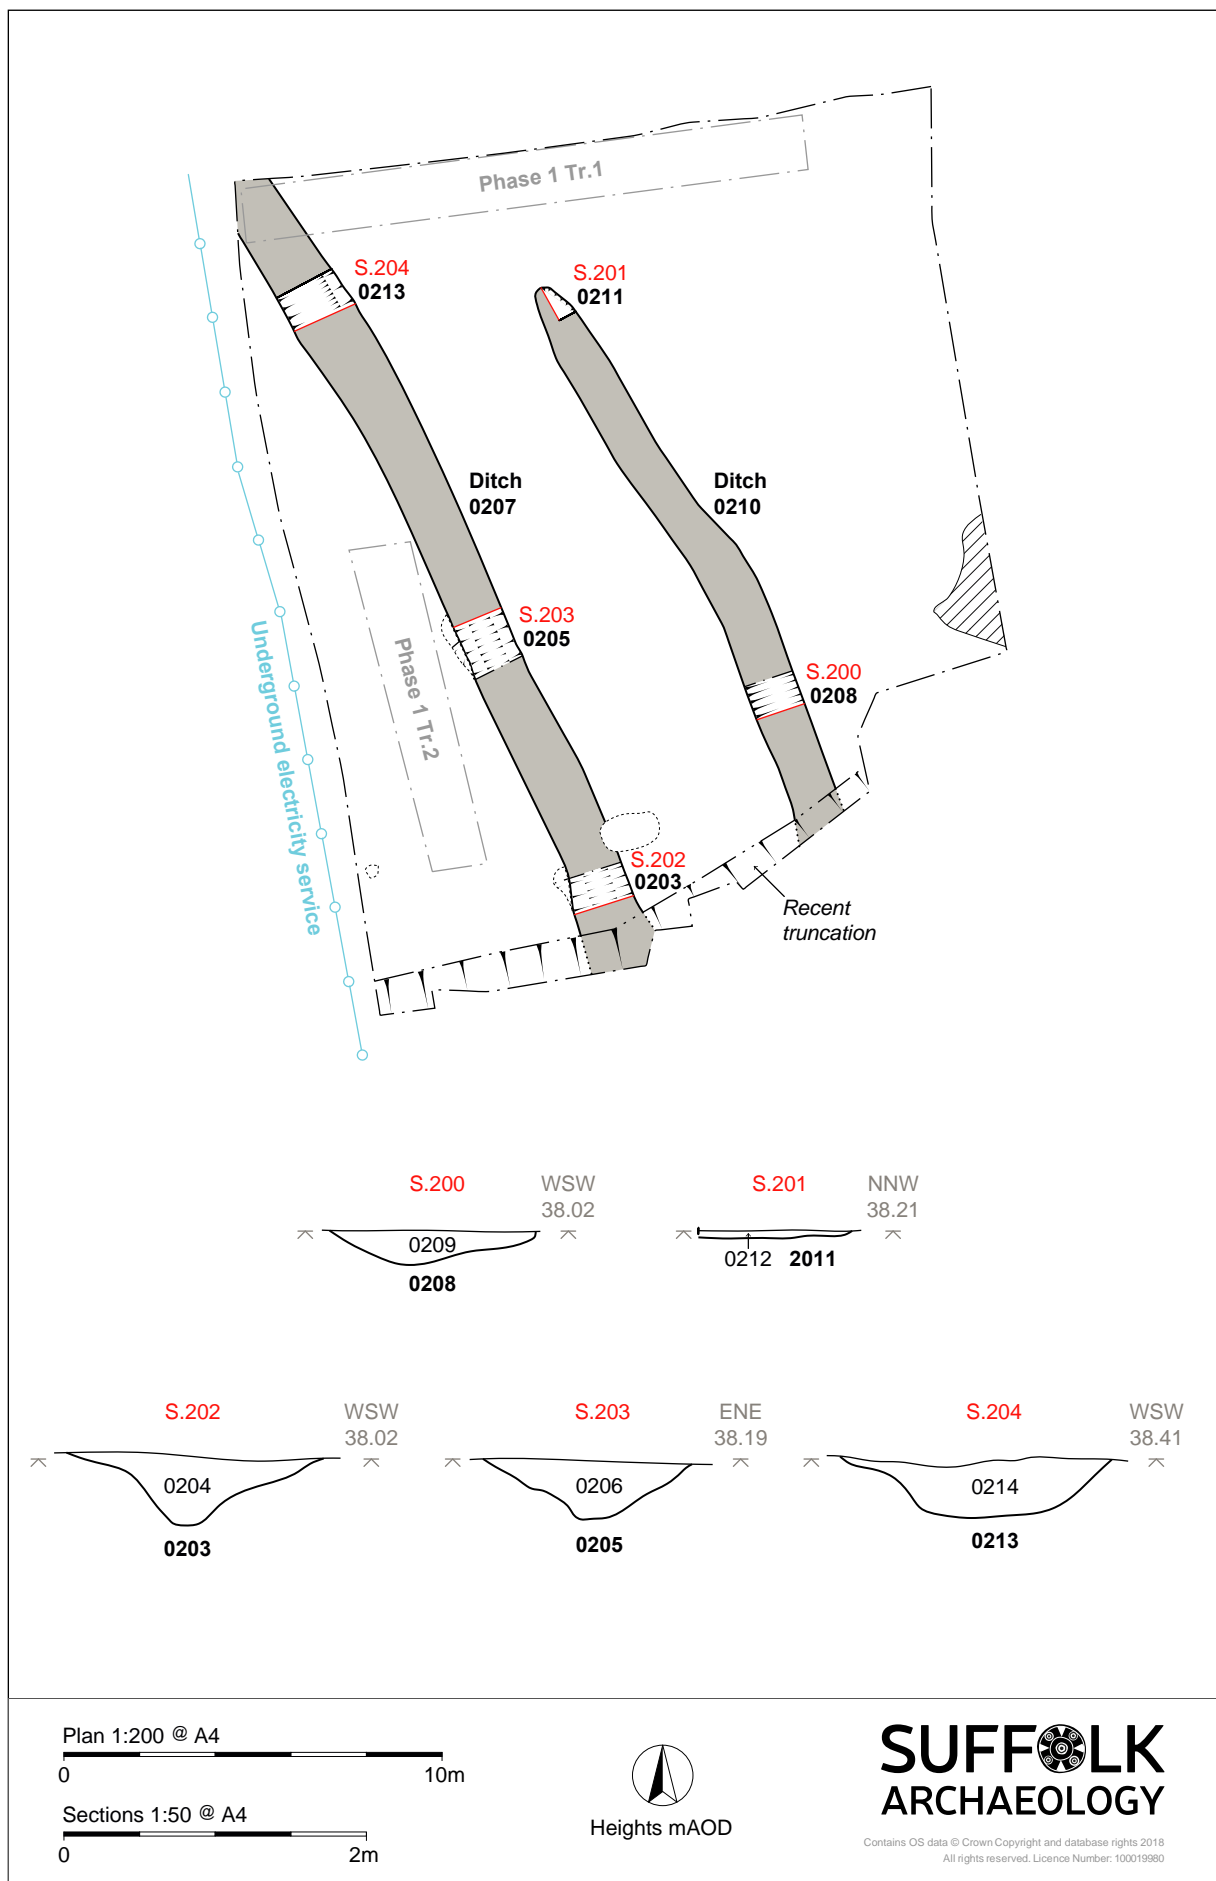 Phase 1 Tr.1
S.204
0213
S.201
0211
Ditch
0207
Ditch
0210
S.203
0205
Phase 1 Tr.2
Underground electricity service
S.200
0208
S.202
0203
Recent
truncation
S.200
WSW
38.02
0209
0208
S.201
NNW
38.21
0212
2011
S.202
WSW
38.02
0204
0203
S.203
ENE
38.19
0206
0205
S.204
WSW
38.41
0214
0213
Plan 1:200 @ A4
0
10m
Sections 1:50 @ A4
0
2m
Heights mAOD
SUFFOLK
ARCHAEOLOGY
Contains OS data © Crown Copyright and database rights 2018
All rights reserved. Licence Number: 100019980